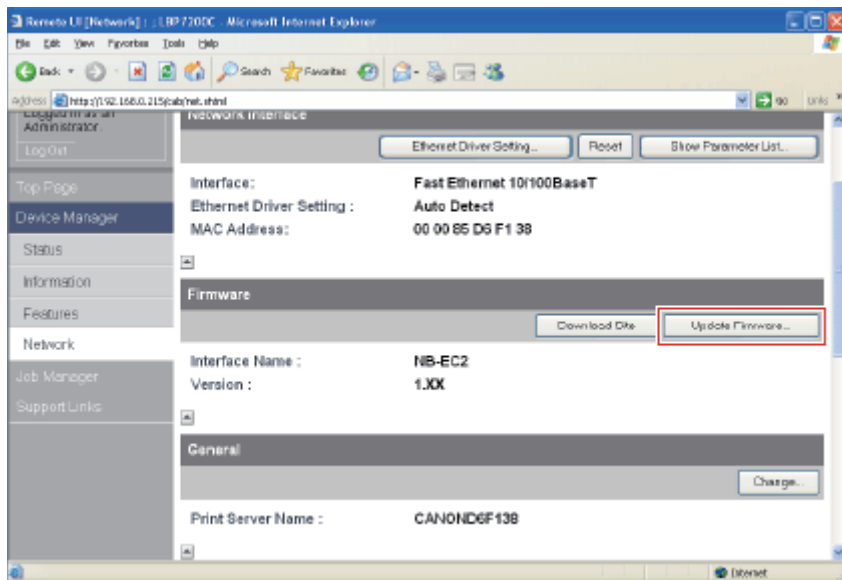 Remote UI [Network] : ; LBP7200C - Microsoft Internet Explorer
File Edit View Favorites Tools Help
Back Search Favorites
Address http://192.168.0.215/cab/net.shtml Go Links
Logged in as an
Administrator.
Log Out
Top Page
Device Manager
Status
Information
Features
Network
Job Manager
Support Links
Network Interface
Ethernet Driver Setting... Reset Show Parameter List...
Interface: Fast Ethernet 10/100BaseT
Ethernet Driver Setting : Auto Detect
MAC Address: 00 00 85 D6 F1 38
Firmware
Download Site Update Firmware...
Interface Name : NB-EC2
Version : 1.XX
General
Change...
Print Server Name : CANOND6F138
Internet